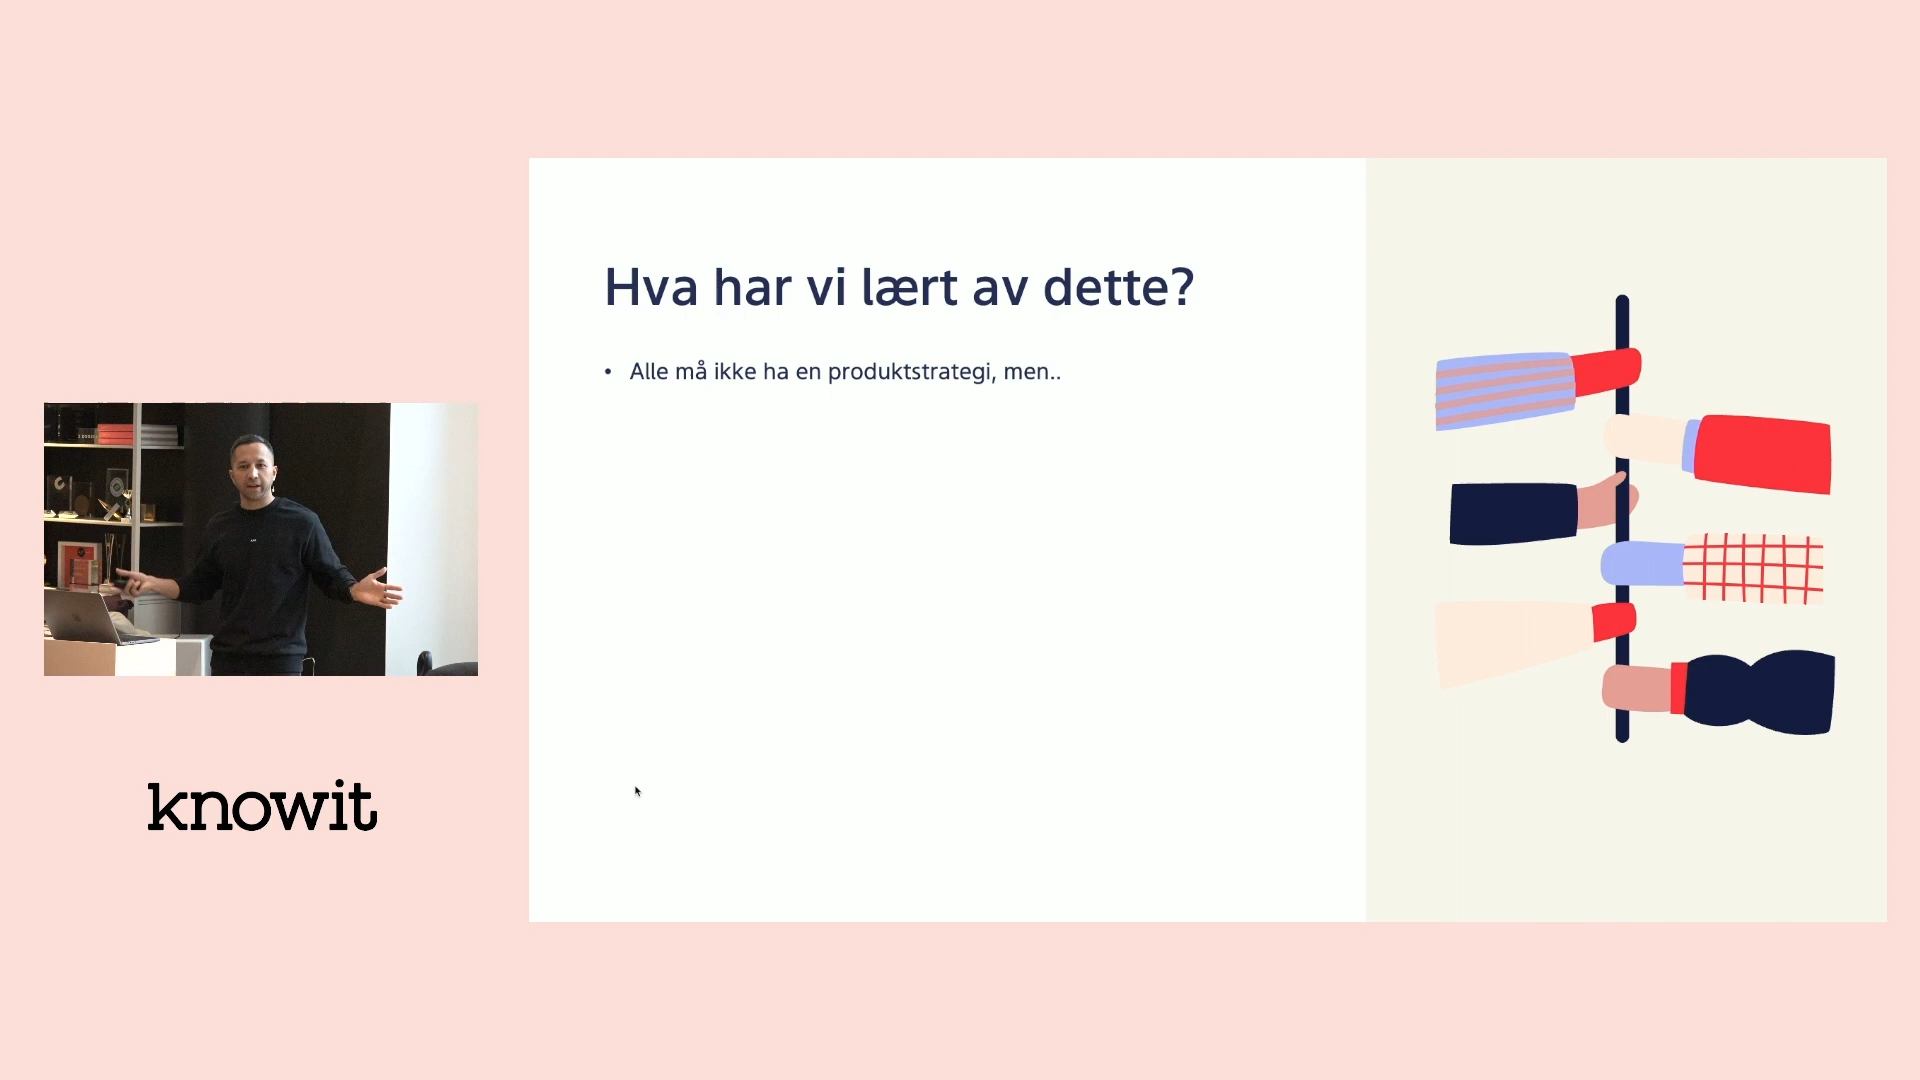 Hva har vi lært av dette?
• Alle må ikke ha en produktstrategi, men..
knowit